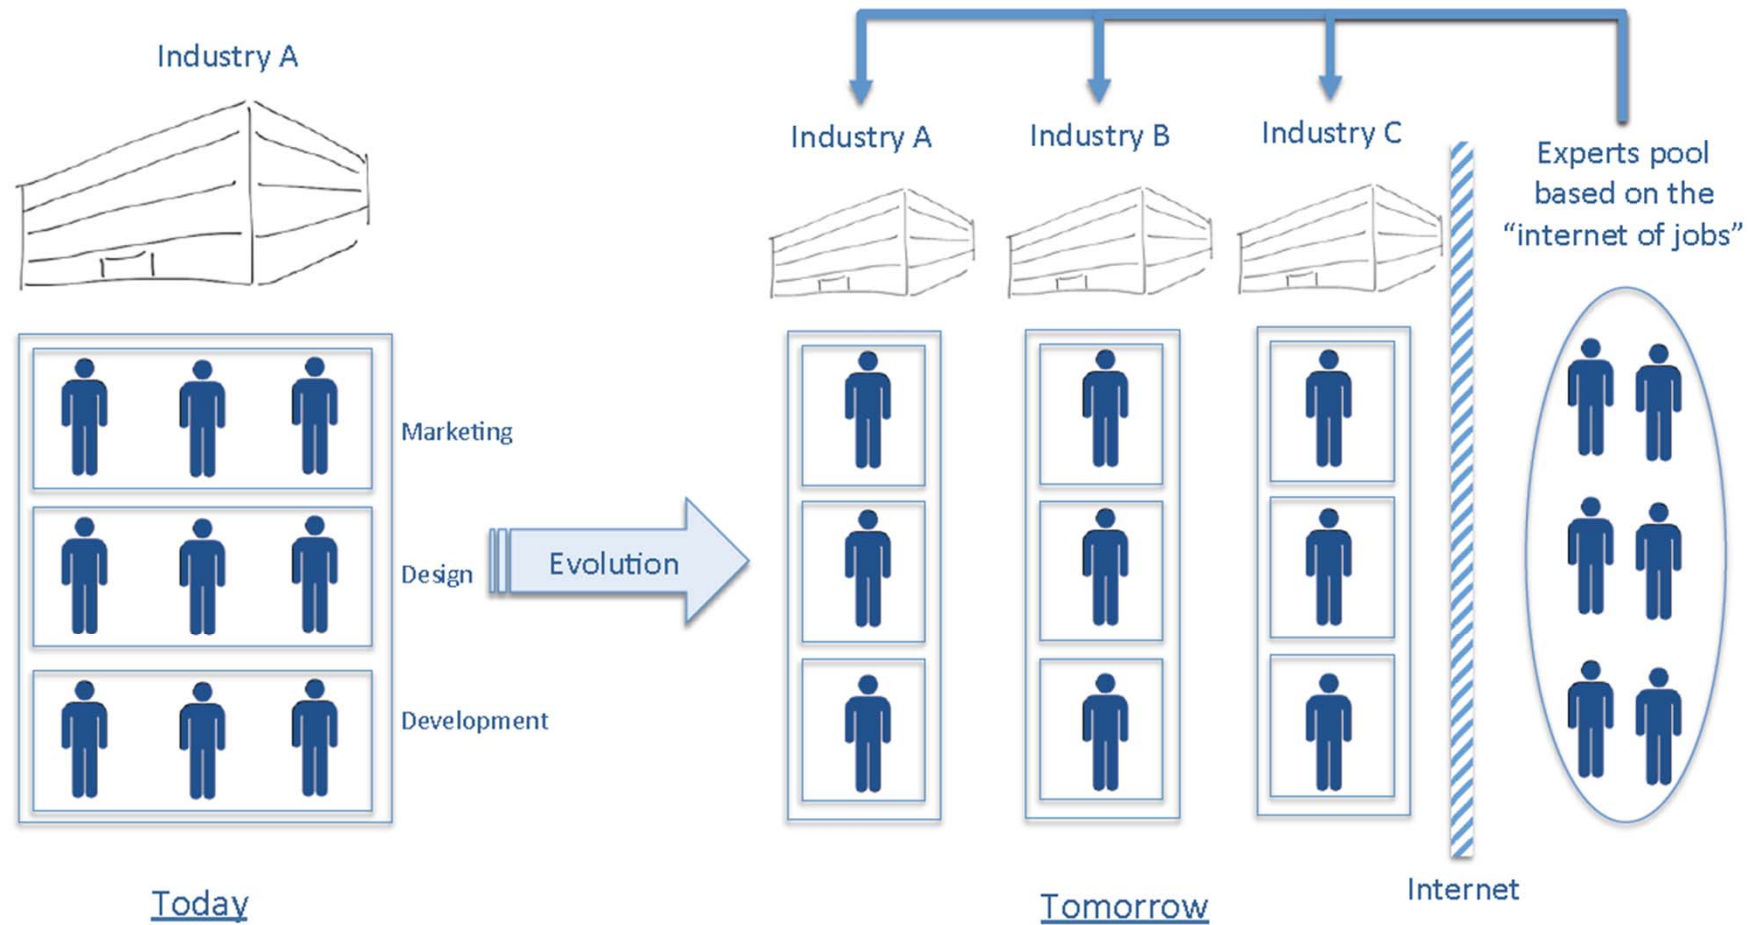 Industry A
Marketing
Design
Development
Today
Evolution
Industry A
Industry B
Industry C
Tomorrow
Internet
Experts pool
based on the
“internet of jobs”